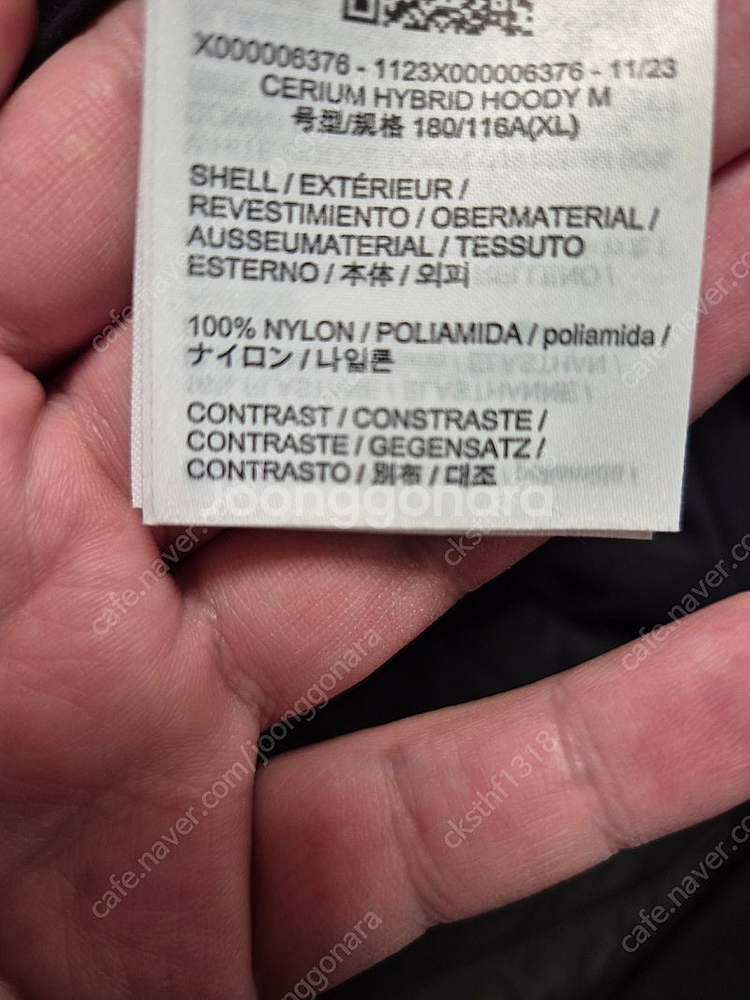 X000006376 - 1123X000006376 - 11/23
CERIUM HYBRID HOODY M
号型/规格 180/116A(XL)
SHELL / EXTÉRIEUR /
REVESTIMIENTO / OBERMATERIAL /
AUSSEUMATERIAL / TESSUTO
ESTERNO / 本体 / 외피
100% NYLON / POLIAMIDA / poliamida /
ナイロン / 나일론
CONTRAST / CONSTRASTE /
CONTRASTE / GEGENSATZ /
CONTRASTO / 別布 / 대조
joonggonara
cafe.naver.com/joonggonara
cksthf1318